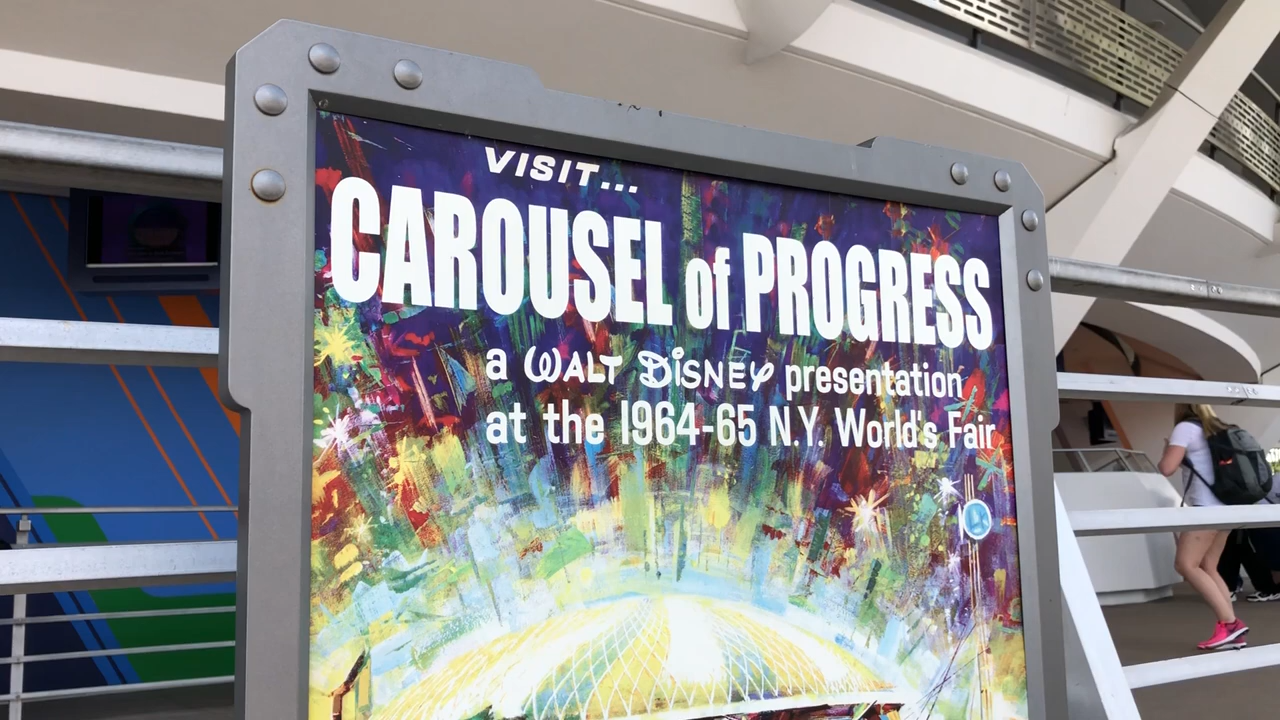 VISIT...
CAROUSEL of PROGRESS
a WALT DISNEY presentation
at the 1964-65 N.Y. World's Fair